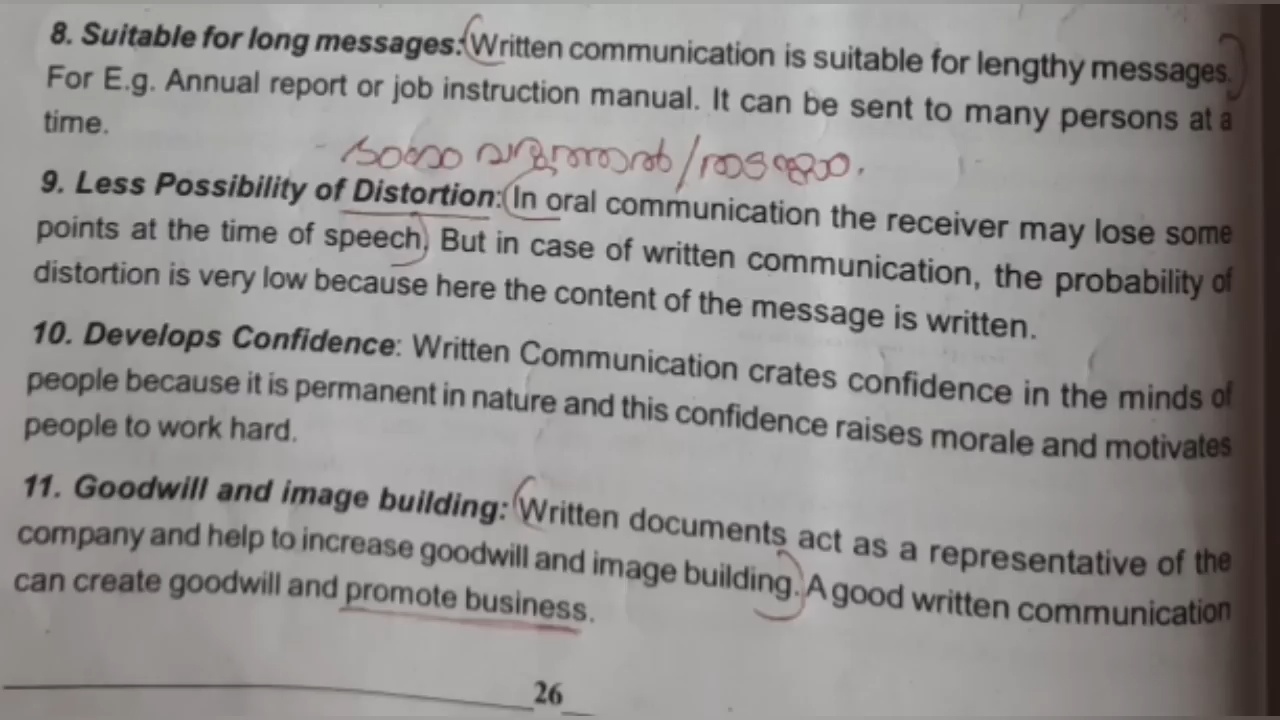 8. Suitable for long messages: Written communication is suitable for lengthy messages.
For E.g. Annual report or job instruction manual. It can be sent to many persons at a
time.
9. Less Possibility of Distortion: In oral communication the receiver may lose some
points at the time of speech. But in case of written communication, the probability of
distortion is very low because here the content of the message is written.
10. Develops Confidence: Written Communication crates confidence in the minds of
people because it is permanent in nature and this confidence raises morale and motivates
people to work hard.
11. Goodwill and image building: Written documents act as a representative of the
company and help to increase goodwill and image building. A good written communication
can create goodwill and promote business.
26